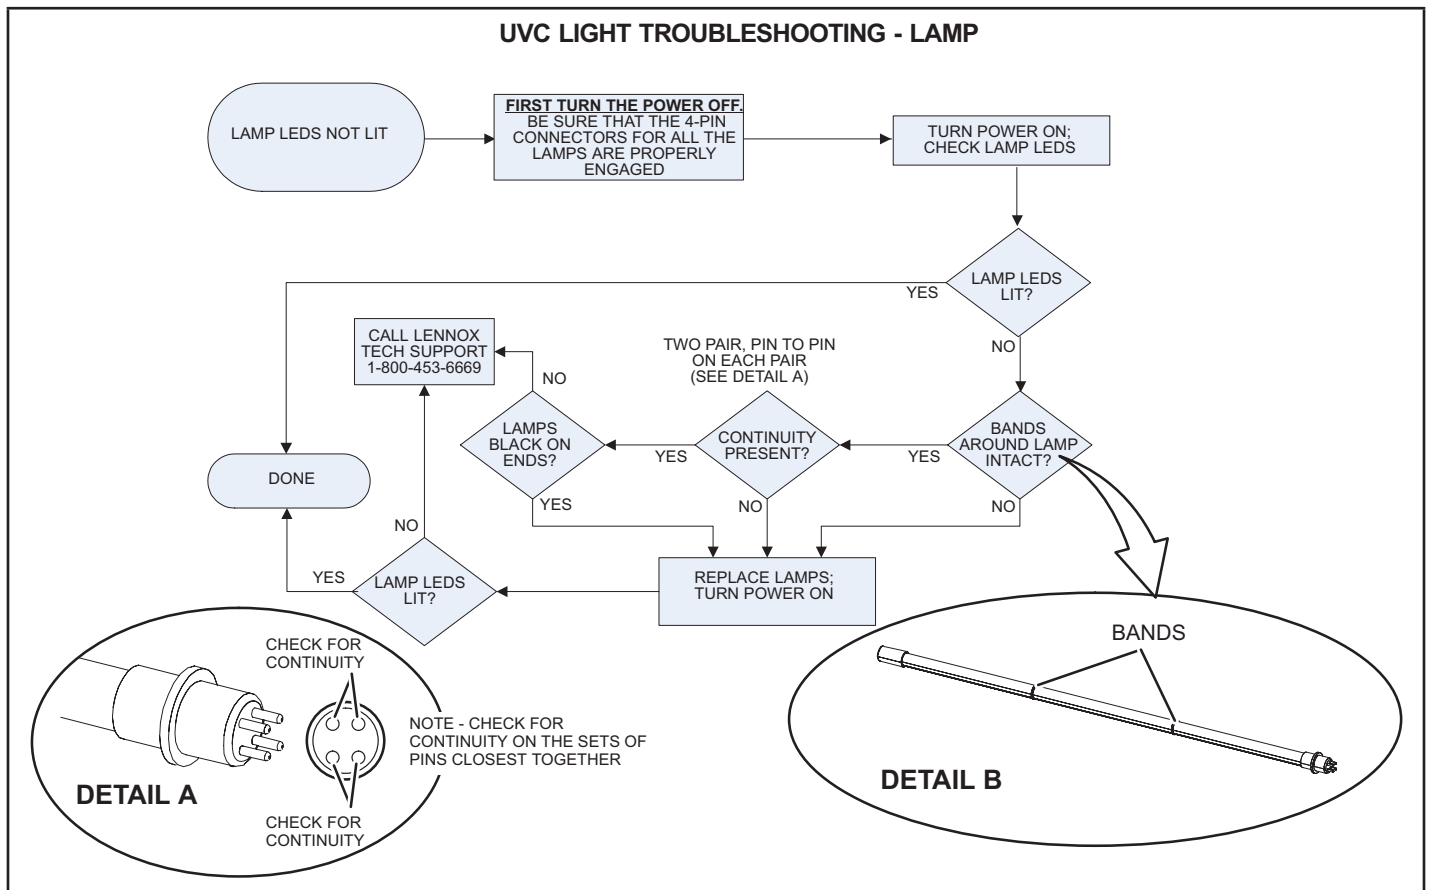 UVC LIGHT TROUBLESHOOTING - LAMP
LAMP LEDS NOT LIT
FIRST TURN THE POWER OFF.
BE SURE THAT THE 4-PIN
CONNECTORS FOR ALL THE
LAMPS ARE PROPERLY
ENGAGED
TURN POWER ON;
CHECK LAMP LEDS
LAMP LEDS
LIT?
YES
NO
CALL LENNOX
TECH SUPPORT
1-800-453-6669
TWO PAIR, PIN TO PIN
ON EACH PAIR
(SEE DETAIL A)
NO
LAMPS
BLACK ON
ENDS?
YES
CONTINUITY
PRESENT?
YES
BANDS
AROUND LAMP
INTACT?
DONE
YES
NO
NO
NO
YES
LAMP LEDS
LIT?
REPLACE LAMPS;
TURN POWER ON
CHECK FOR
CONTINUITY
NOTE - CHECK FOR
CONTINUITY ON THE SETS OF
PINS CLOSEST TOGETHER
DETAIL A
CHECK FOR
CONTINUITY
BANDS
DETAIL B